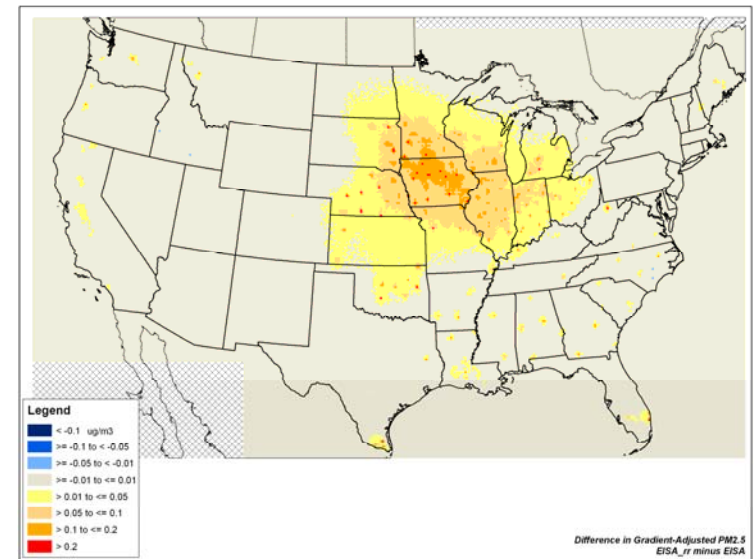 Legend
< -0.1 ug/m3
>= -0.1 to < -0.05
>= -0.05 to < -0.01
>= -0.01 to <= 0.01
> 0.01 to <= 0.05
> 0.05 to <= 0.1
> 0.1 to <= 0.2
> 0.2
Difference in Gradient-Adjusted PM2.5
EISA_rr minus EISA